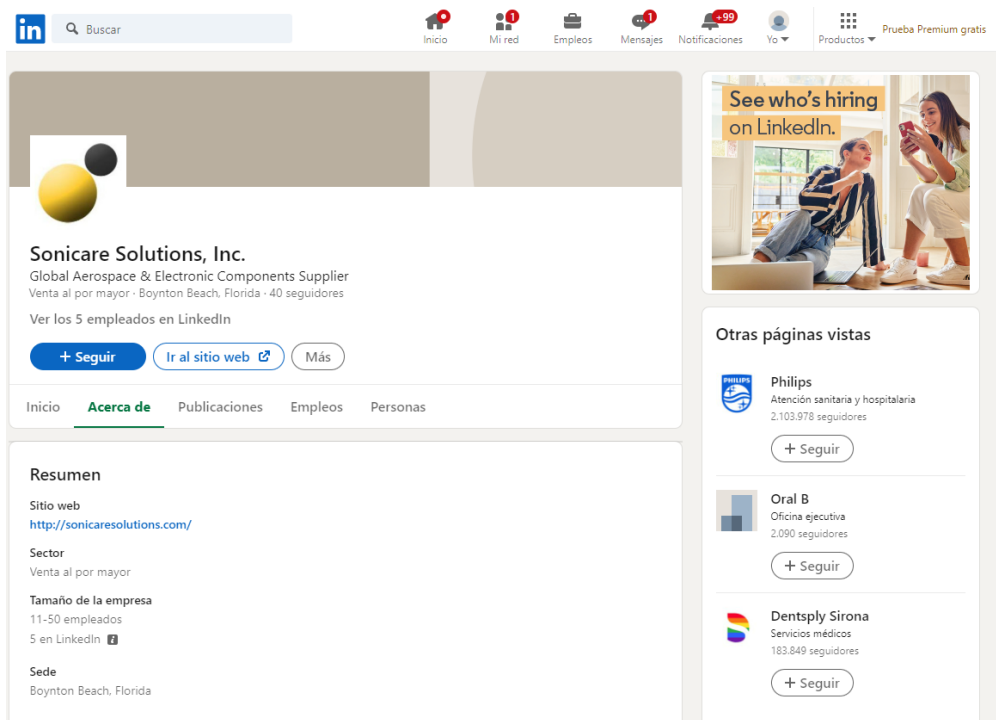 in
Buscar
Inicio
1
Mi red
Empleos
1
Mensajes
+99
Notificaciones
Yo
Productos
Prueba Premium gratis
Sonicare Solutions, Inc.
Global Aerospace & Electronic Components Supplier
Venta al por mayor · Boynton Beach, Florida · 40 seguidores
Ver los 5 empleados en LinkedIn
+ Seguir
Ir al sitio web
Más
Inicio
Acerca de
Publicaciones
Empleos
Personas
Resumen
Sitio web
http://sonicaresolutions.com/
Sector
Venta al por mayor
Tamaño de la empresa
11-50 empleados
5 en LinkedIn
Sede
Boynton Beach, Florida
See who's hiring
on LinkedIn.
Otras páginas vistas
PHILIPS
Philips
Atención sanitaria y hospitalaria
2.103.978 seguidores
+ Seguir
Oral B
Oficina ejecutiva
2.090 seguidores
+ Seguir
Dentsply Sirona
Servicios médicos
183.849 seguidores
+ Seguir